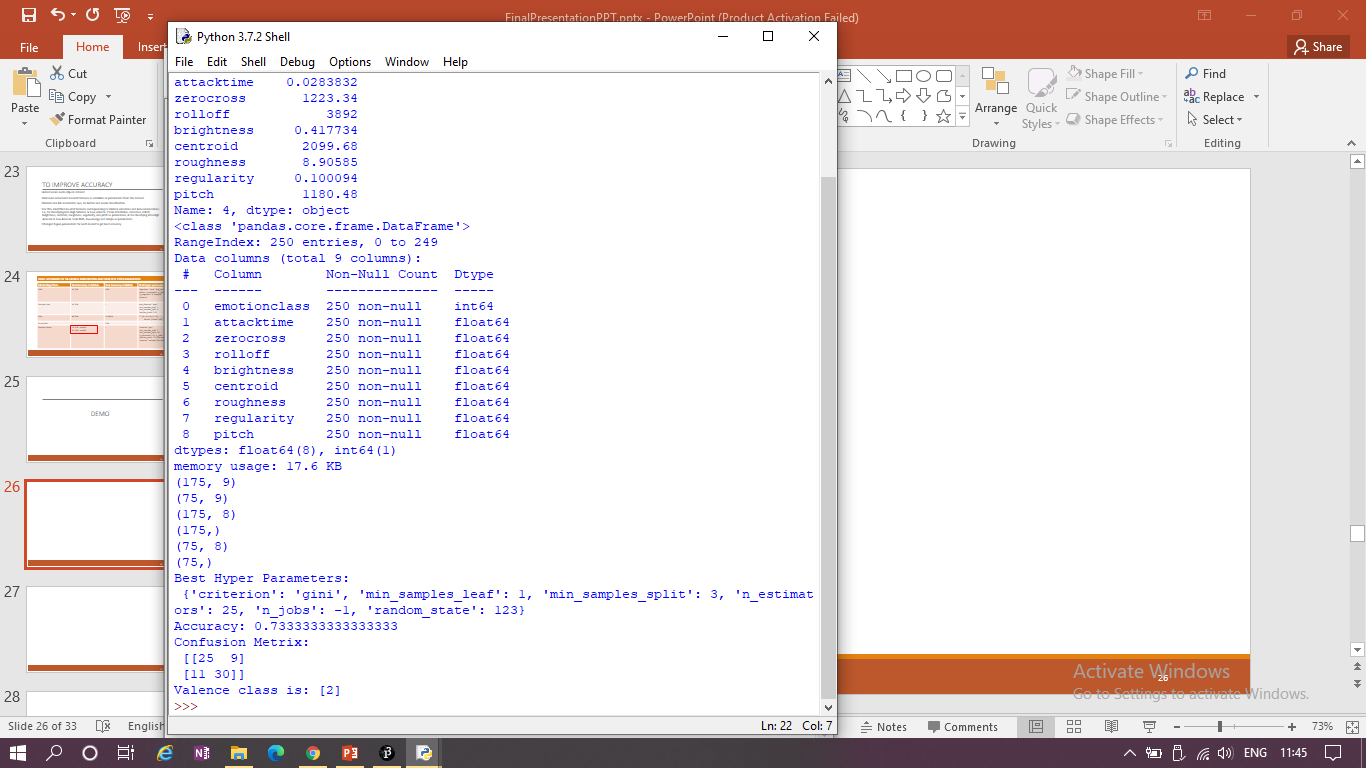 FinalPresentationPPT.pptx - PowerPoint (Product Activation Failed)
Python 3.7.2 Shell
File Home Insert
Share
File Edit Shell Debug Options Window Help
Cut
Copy
Format Painter
Paste
Clipboard
Arrange
Quick Styles
Shape Fill
Shape Outline
Shape Effects
Drawing
Find
Replace
Select
Editing
attacktime 0.0283832
zerocross 1223.34
rolloff 3892
brightness 0.417734
centroid 2099.68
roughness 8.90585
regularity 0.100094
pitch 1180.48
Name: 4, dtype: object
<class 'pandas.core.frame.DataFrame'>
RangeIndex: 250 entries, 0 to 249
Data columns (total 9 columns):
# Column Non-Null Count Dtype
--- ------ -------------- -----
0 emotionclass 250 non-null int64
1 attacktime 250 non-null float64
2 zerocross 250 non-null float64
3 rolloff 250 non-null float64
4 brightness 250 non-null float64
5 centroid 250 non-null float64
6 roughness 250 non-null float64
7 regularity 250 non-null float64
8 pitch 250 non-null float64
dtypes: float64(8), int64(1)
memory usage: 17.6 KB
(175, 9)
(75, 9)
(175, 8)
(175,)
(75, 8)
(75,)
Best Hyper Parameters:
{'criterion': 'gini', 'min_samples_leaf': 1, 'min_samples_split': 3, 'n_estimat
ors': 25, 'n_jobs': -1, 'random_state': 123}
Accuracy: 0.7333333333333333
Confusion Metrix:
[[25 9]
[11 30]]
Valence class is: [2]
>>>
Ln: 22 Col: 7
23
TO IMPROVE ACCURACY
24
25
DEMO
26
27
28
26
Activate Windows
Go to Settings to activate Windows.
Slide 26 of 33
English
Notes
Comments
73%
ENG
11:45